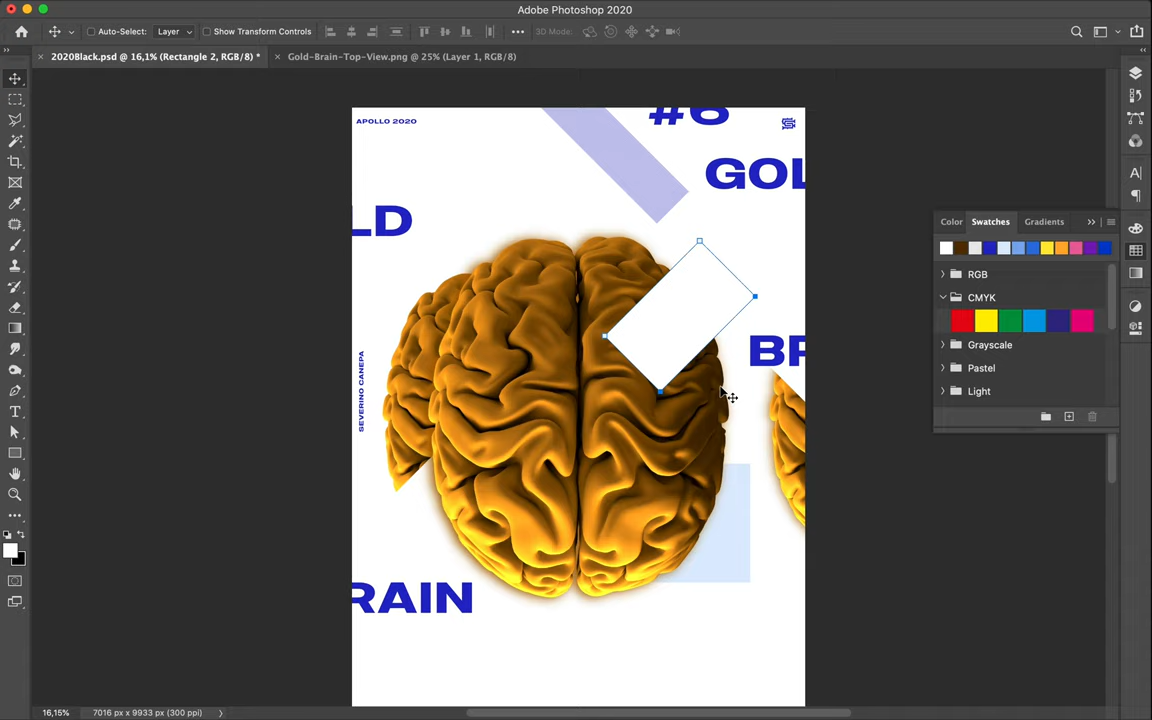 Adobe Photoshop 2020
Auto-Select: Layer Show Transform Controls 3D Mode:
2020Black.psd @ 16,1% (Rectangle 2, RGB/8) * Gold-Brain-Top-View.png @ 25% (Layer 1, RGB/8)
APOLLO 2020
#6
GOL
LD
SEVERINO CANEPA
BR
RAIN
Color Swatches Gradients
RGB
CMYK
Grayscale
Pastel
Light
16,15% 7016 px x 9933 px (300 ppi)